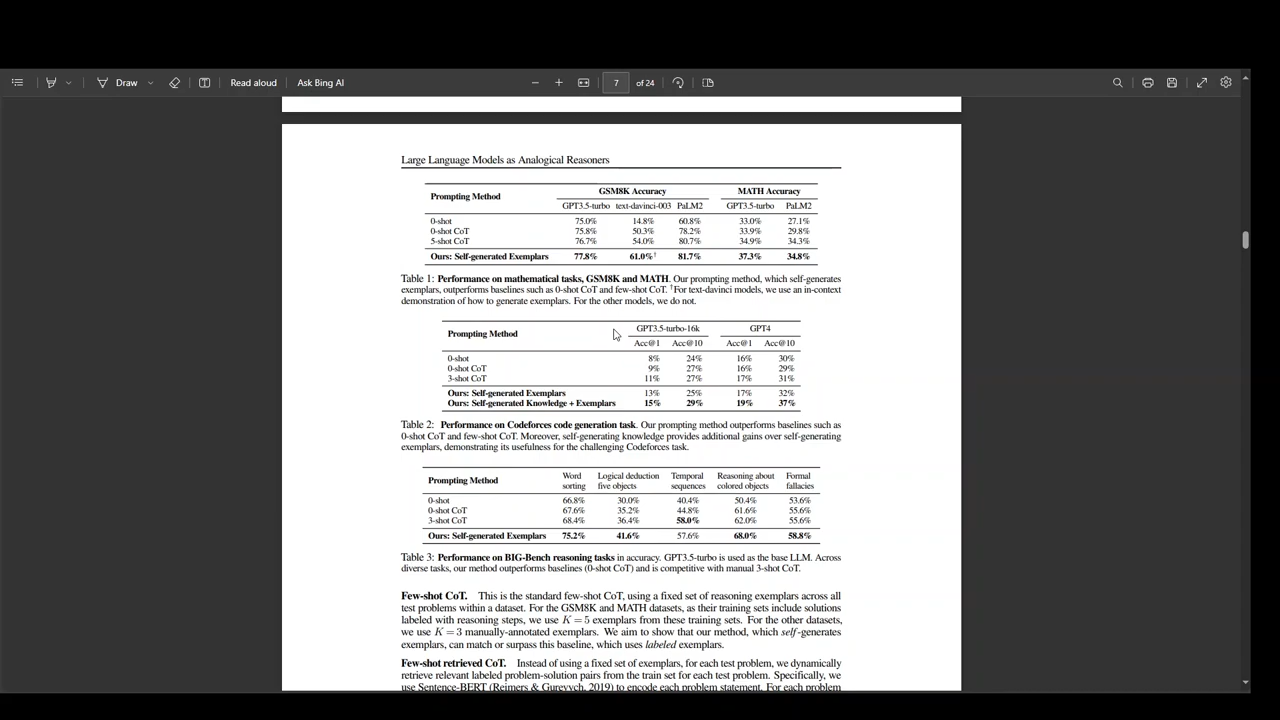 Draw
Read aloud
Ask Bing AI
7 of 24
Large Language Models as Analogical Reasoners
Prompting Method GSM8K Accuracy MATH Accuracy
GPT3.5-turbo text-davinci-003 PaLM2 GPT3.5-turbo PaLM2
0-shot 75.0% 14.8% 60.8% 33.0% 27.1%
0-shot CoT 75.8% 50.3% 78.2% 33.9% 29.8%
5-shot CoT 76.7% 54.0% 80.7% 34.9% 34.3%
Ours: Self-generated Exemplars 77.8% 61.0%† 81.7% 37.3% 34.8%
Table 1: Performance on mathematical tasks, GSM8K and MATH. Our prompting method, which self-generates
exemplars, outperforms baselines such as 0-shot CoT and few-shot CoT. †For text-davinci models, we use an in-context
demonstration of how to generate exemplars. For the other models, we do not.
Prompting Method GPT3.5-turbo-16k GPT4
Acc@1 Acc@10 Acc@1 Acc@10
0-shot 8% 24% 16% 30%
0-shot CoT 9% 27% 16% 29%
3-shot CoT 11% 27% 17% 31%
Ours: Self-generated Exemplars 13% 25% 17% 32%
Ours: Self-generated Knowledge + Exemplars 15% 29% 19% 37%
Table 2: Performance on Codeforces code generation task. Our prompting method outperforms baselines such as
0-shot CoT and few-shot CoT. Moreover, self-generating knowledge provides additional gains over self-generating
exemplars, demonstrating its usefulness for the challenging Codeforces task.
Prompting Method Word sorting Logical deduction five objects Temporal sequences Reasoning about colored objects Formal fallacies
0-shot 66.8% 30.0% 40.4% 50.4% 53.6%
0-shot CoT 67.6% 35.2% 44.8% 61.6% 55.6%
3-shot CoT 68.4% 36.4% 58.0% 62.0% 55.6%
Ours: Self-generated Exemplars 75.2% 41.6% 57.6% 68.0% 58.8%
Table 3: Performance on BIG-Bench reasoning tasks in accuracy. GPT3.5-turbo is used as the base LLM. Across
diverse tasks, our method outperforms baselines (0-shot CoT) and is competitive with manual 3-shot CoT.
Few-shot CoT. This is the standard few-shot CoT, using a fixed set of reasoning exemplars across all
test problems within a dataset. For the GSM8K and MATH datasets, as their training sets include solutions
labeled with reasoning steps, we use K = 5 exemplars from these training sets. For the other datasets,
we use K = 3 manually-annotated exemplars. We aim to show that our method, which self-generates
exemplars, can match or surpass this baseline, which uses labeled exemplars.
Few-shot retrieved CoT. Instead of using a fixed set of exemplars, for each test problem, we dynamically
retrieve relevant labeled problem-solution pairs from the train set for each test problem. Specifically, we
use Sentence-BERT (Reimers & Gurevych, 2019) to encode each problem statement. For each problem